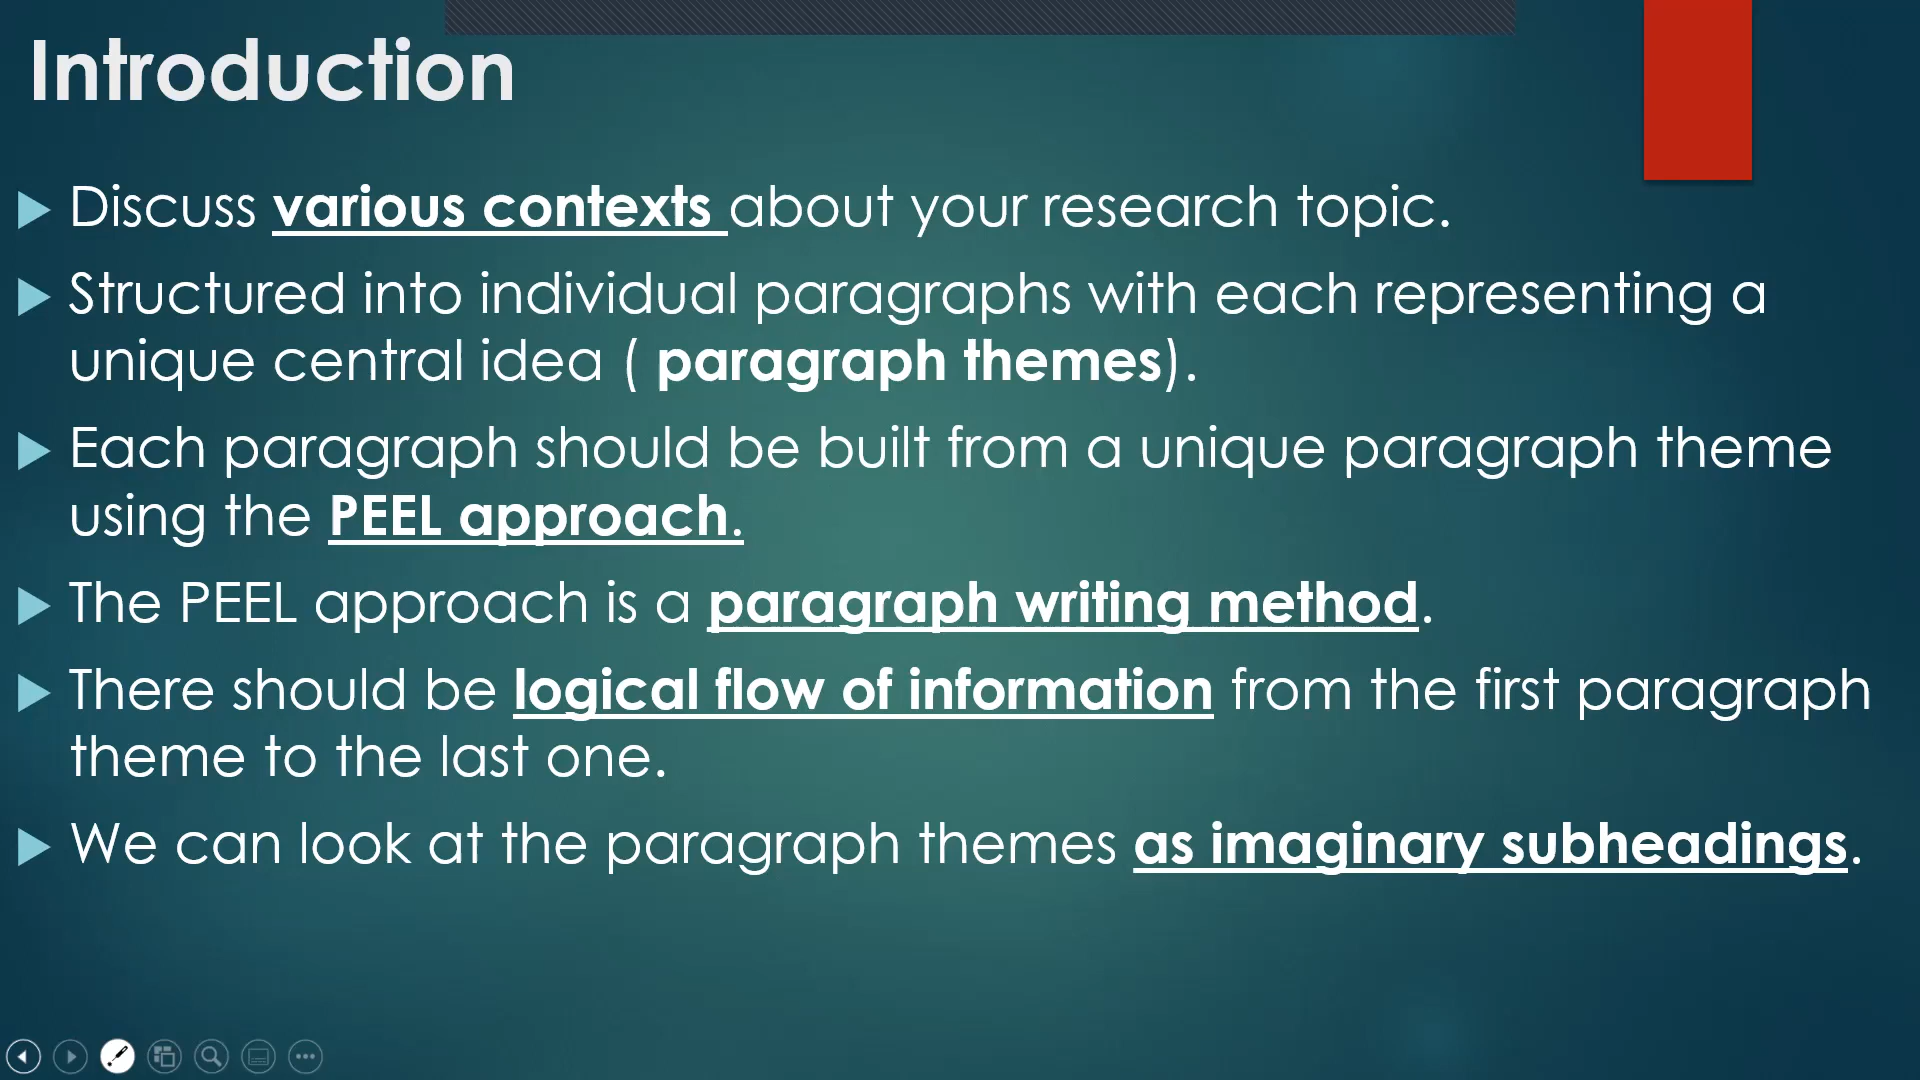 Introduction
Discuss various contexts about your research topic.
Structured into individual paragraphs with each representing a
unique central idea ( paragraph themes).
Each paragraph should be built from a unique paragraph theme
using the PEEL approach.
The PEEL approach is a paragraph writing method.
There should be logical flow of information from the first paragraph
theme to the last one.
We can look at the paragraph themes as imaginary subheadings.